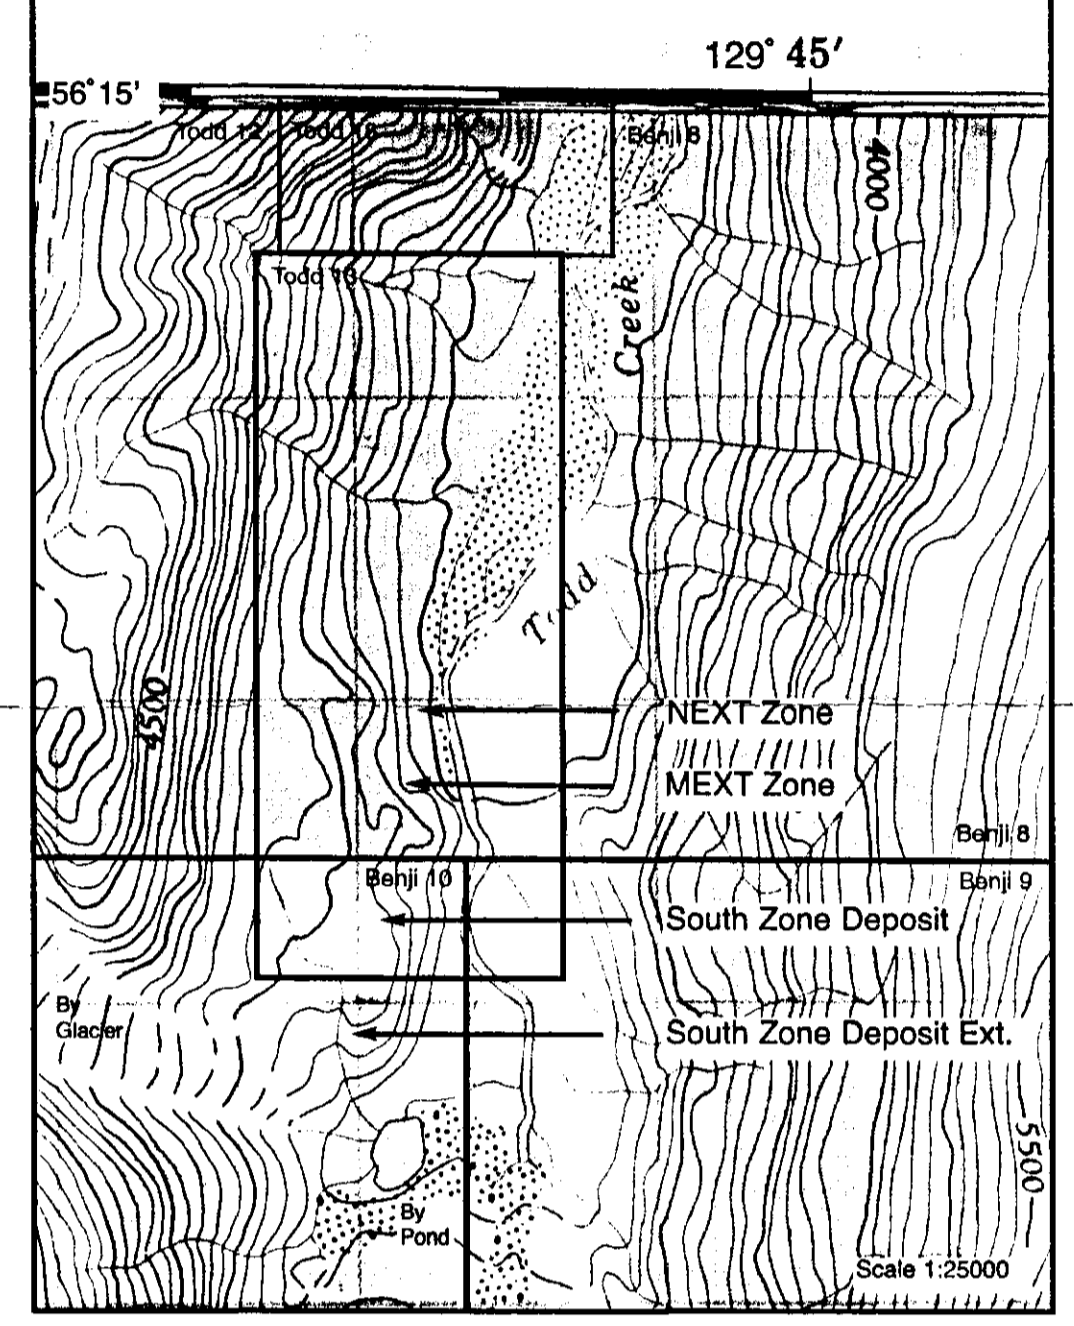 129° 45'
56° 15'
Todd 12
Benji 8
4000
Todd 13
Creek
Todd
4500
NEXT Zone
MEXT Zone
Benji 8
Benji 10
Benji 9
South Zone Deposit
By
Glacier
South Zone Deposit Ext.
5500
By
Pond
Scale 1:25000